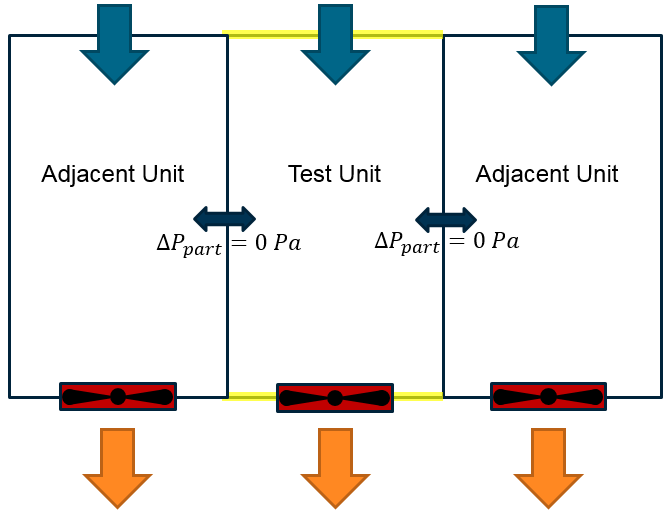 Adjacent Unit
Test Unit
Adjacent Unit
ΔP_part = 0 Pa
ΔP_part = 0 Pa